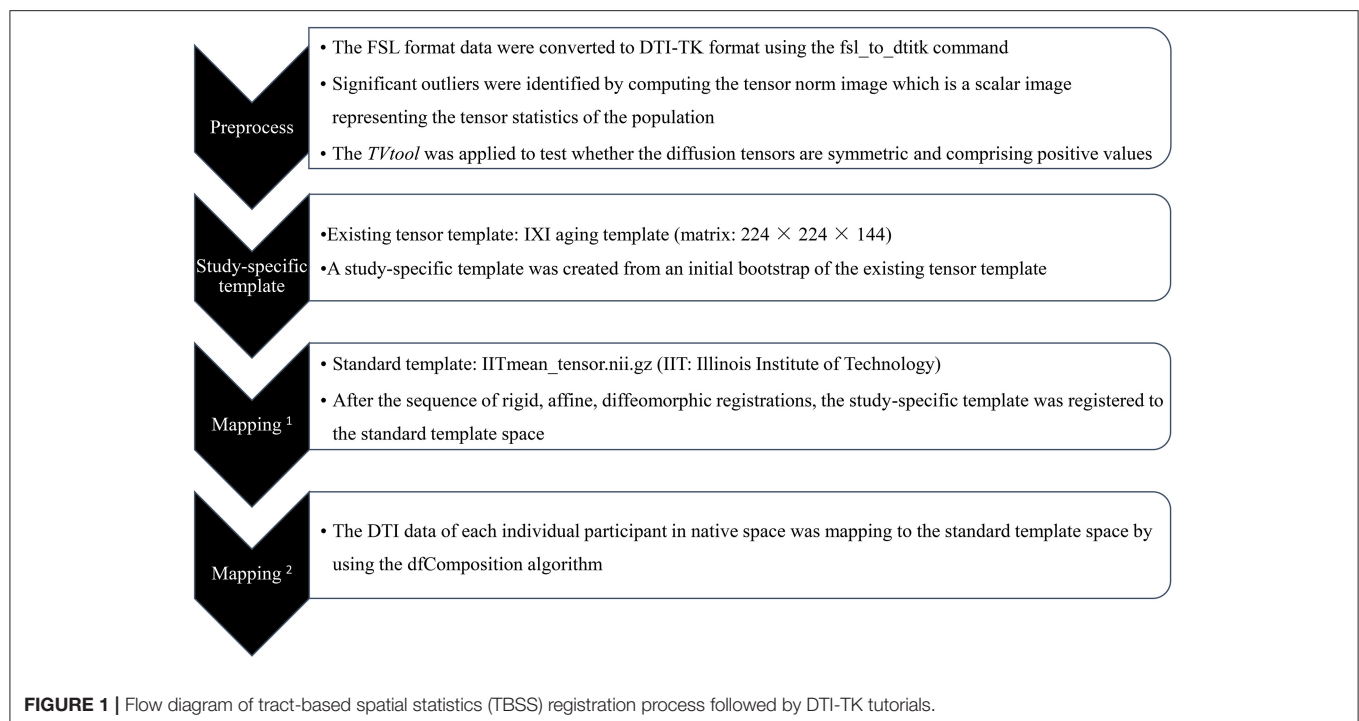 Preprocess
• The FSL format data were converted to DTI-TK format using the fsl_to_dtitk command
• Significant outliers were identified by computing the tensor norm image which is a scalar image
representing the tensor statistics of the population
• The TVtool was applied to test whether the diffusion tensors are symmetric and comprising positive values
Study-specific
template
•Existing tensor template: IXI aging template (matrix: 224 × 224 × 144)
•A study-specific template was created from an initial bootstrap of the existing tensor template
Mapping 1
• Standard template: IITmean_tensor.nii.gz (IIT: Illinois Institute of Technology)
• After the sequence of rigid, affine, diffeomorphic registrations, the study-specific template was registered to
the standard template space
Mapping 2
• The DTI data of each individual participant in native space was mapping to the standard template space by
using the dfComposition algorithm
FIGURE 1 | Flow diagram of tract-based spatial statistics (TBSS) registration process followed by DTI-TK tutorials.